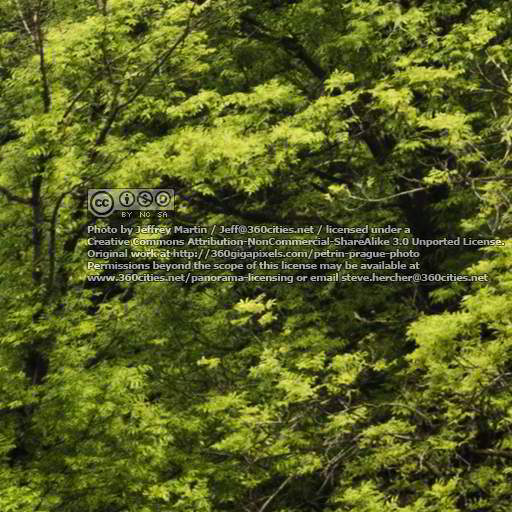 cc BY NC SA
Photo by Jeffrey Martin / Jeff@360cities.net / licensed under a
Creative Commons Attribution-NonCommercial-ShareAlike 3.0 Unported License.
Original work at http://360gigapixels.com/petrin-prague-photo
Permissions beyond the scope of this license may be available at
www.360cities.net/panorama-licensing or email steve.hercher@360cities.net